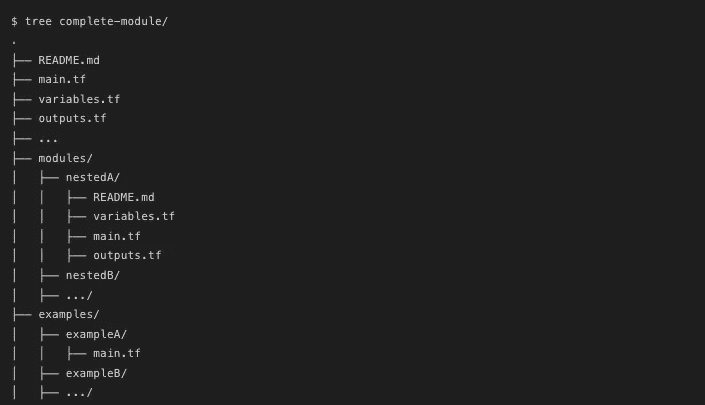 $ tree complete-module/
.
├── README.md
├── main.tf
├── variables.tf
├── outputs.tf
├── ...
├── modules/
│   ├── nestedA/
│   │   ├── README.md
│   │   ├── variables.tf
│   │   ├── main.tf
│   │   ├── outputs.tf
│   ├── nestedB/
│   ├── .../
├── examples/
│   ├── exampleA/
│   │   ├── main.tf
│   ├── exampleB/
│   ├── .../